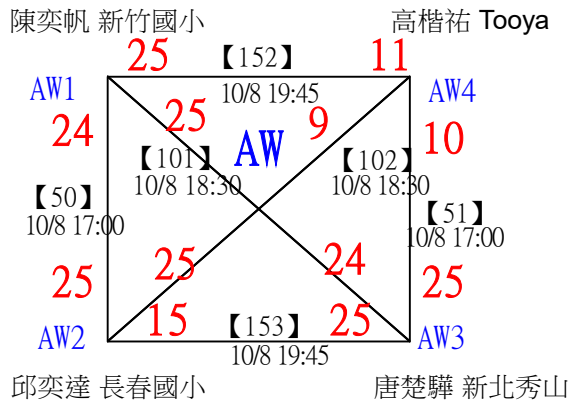 陳奕帆 新竹國小
高楷祐 Tooya
25
【152】
11
AW1
10/8 19:45
AW4
24
25
AW
9
10
【101】
【102】
10/8 18:30
10/8 18:30
【50】
【51】
10/8 17:00
10/8 17:00
25
25
24
25
AW2
15
【153】
25
AW3
10/8 19:45
邱奕達 長春國小
唐楚驊 新北秀山